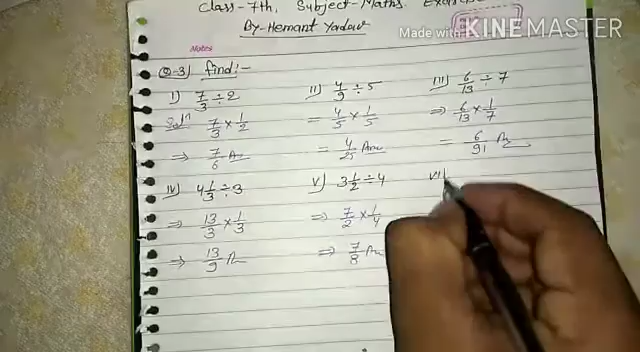 Class-7th, Subject-Maths. Exercise
By-Hemant Yadav
Made with KINEMASTER
Notes
Q-3) find:-
i) 7/3 ÷ 2 ii) 4/9 ÷ 5 iii) 6/13 ÷ 7
Solⁿ 7/3 × 1/2 = 4/5 × 1/5 ⇒ 6/13 × 1/7
⇒ 7/6 Ans = 4/25 Ans = 6/91 Ans
iv) 4 1/3 ÷ 3 v) 3 1/2 ÷ 4 vi)
⇒ 13/3 × 1/3 ⇒ 7/2 × 1/4
⇒ 13/9 Ans ⇒ 7/8 Ans